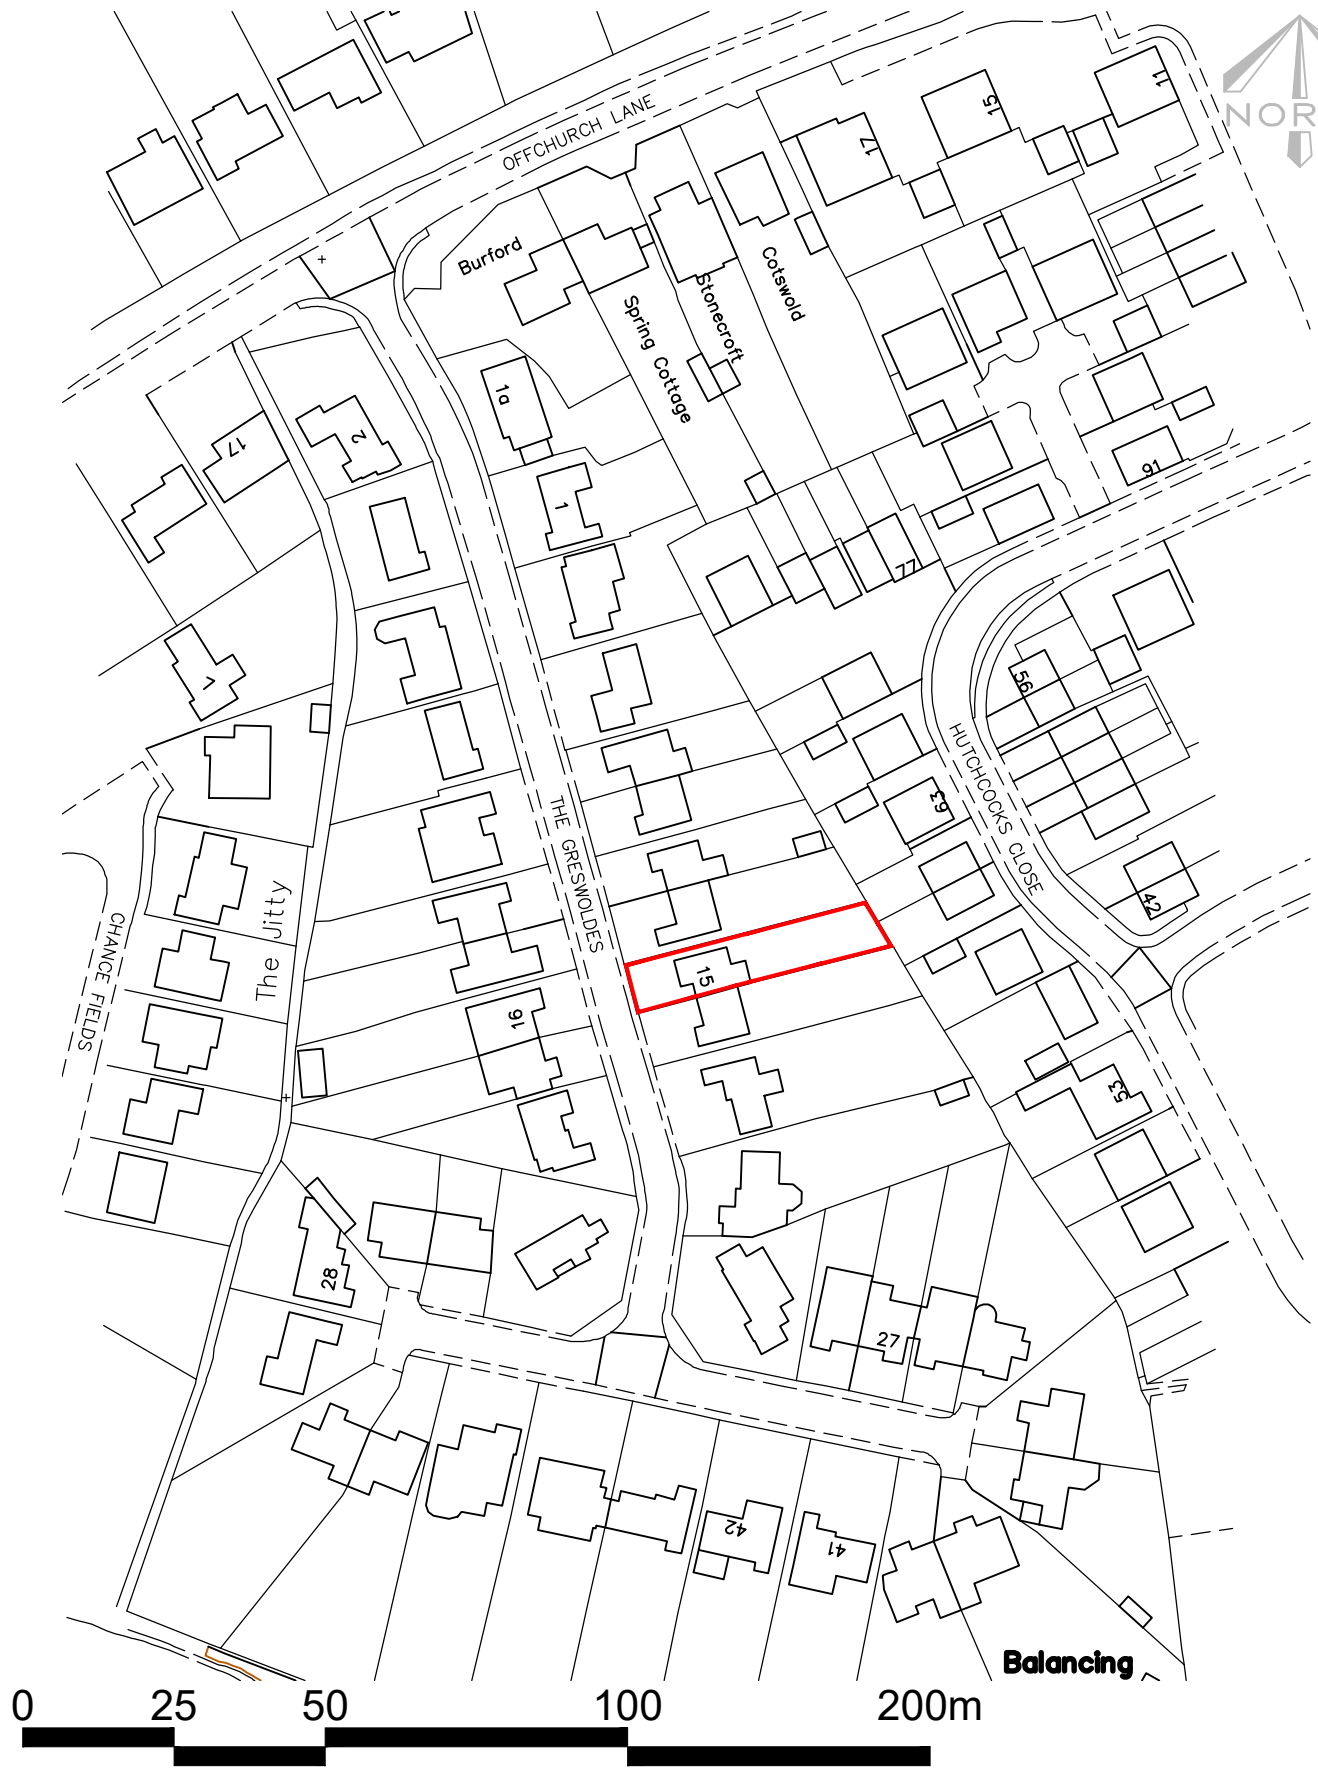 11
15
17
NOR
OFFCHURCH LANE
Burford
Cotswold
Stonecroft
Spring Cottage
1a
2
17
91
1
77
56
1
63
HUTCHCOCKS CLOSE
THE GRESWOLDES
42
The Jitty
CHANCE FIELDS
15
16
53
28
27
42
41
Balancing
0 25 50 100 200m